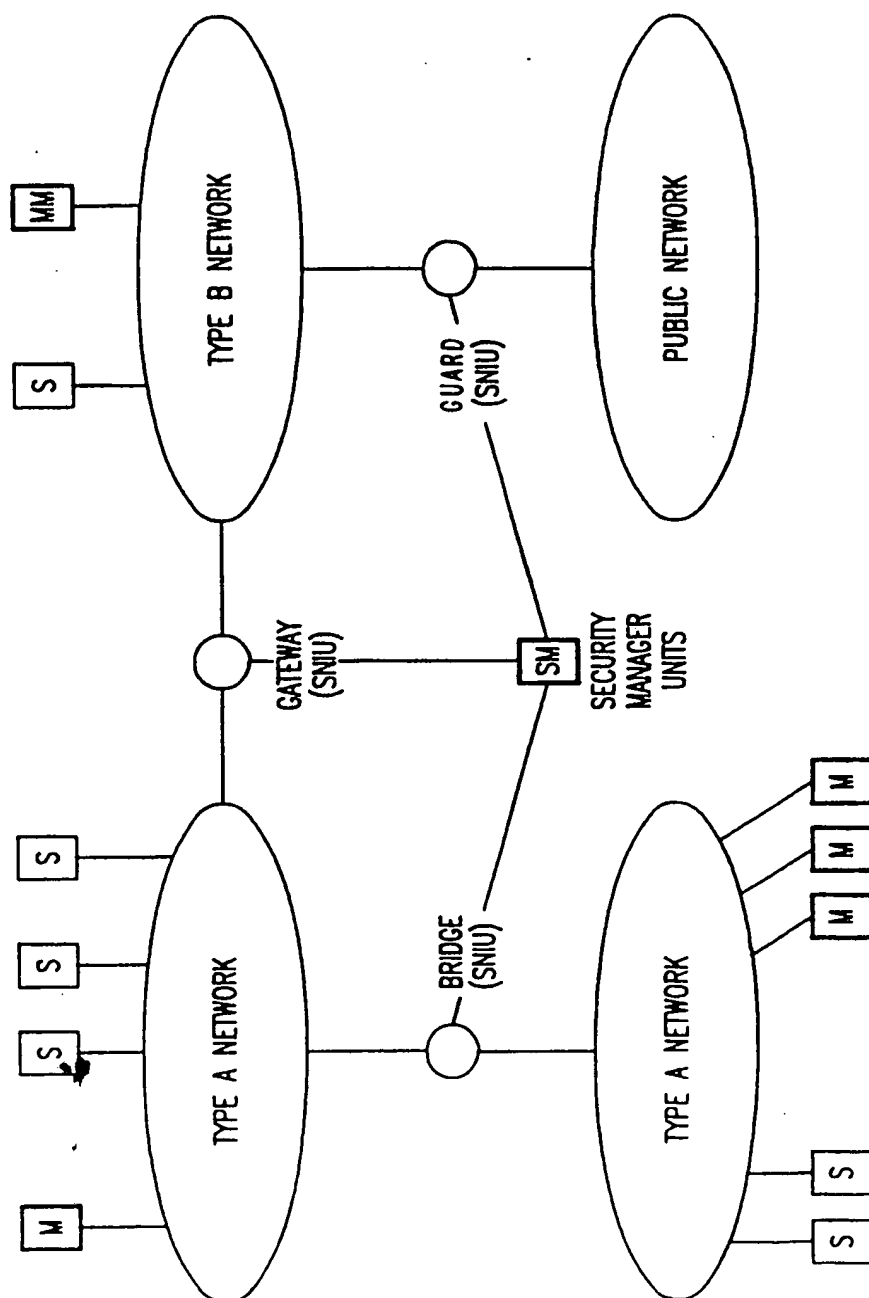 M
S
S
S
S
MM
TYPE A NETWORK
TYPE B NETWORK
GATEWAY
(SNIU)
BRIDGE
(SNIU)
GUARD
(SNIU)
SM
SECURITY
MANAGER
UNITS
TYPE A NETWORK
PUBLIC NETWORK
S
S
M
M
M